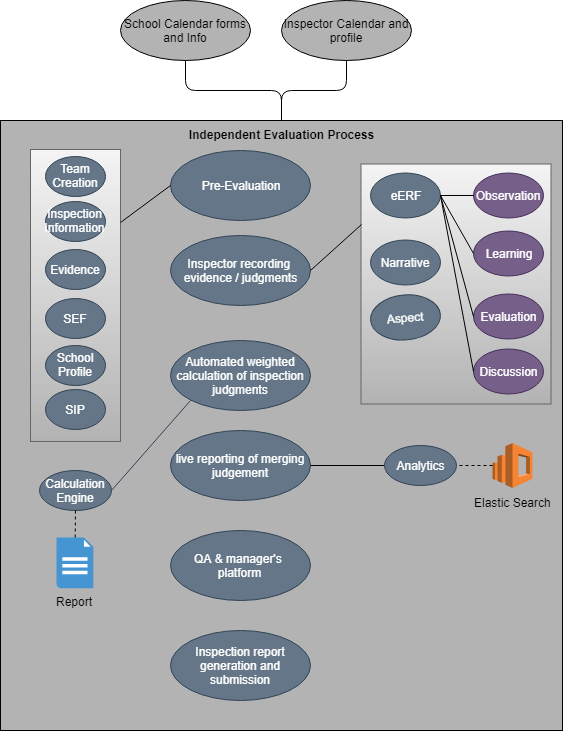 School Calendar forms
and Info
Inspector Calendar and
profile
Independent Evaluation Process
Team
Creation
Inspection
Information
Evidence
SEF
School
Profile
SIP
Pre-Evaluation
Inspector recording
evidence / judgments
eERF
Narrative
Aspect
Observation
Learning
Evaluation
Discussion
Automated weighted
calculation of inspection
judgments
live reporting of merging
judgement
Analytics
Elastic Search
Calculation
Engine
Report
QA & manager's
platform
Inspection report
generation and
submission